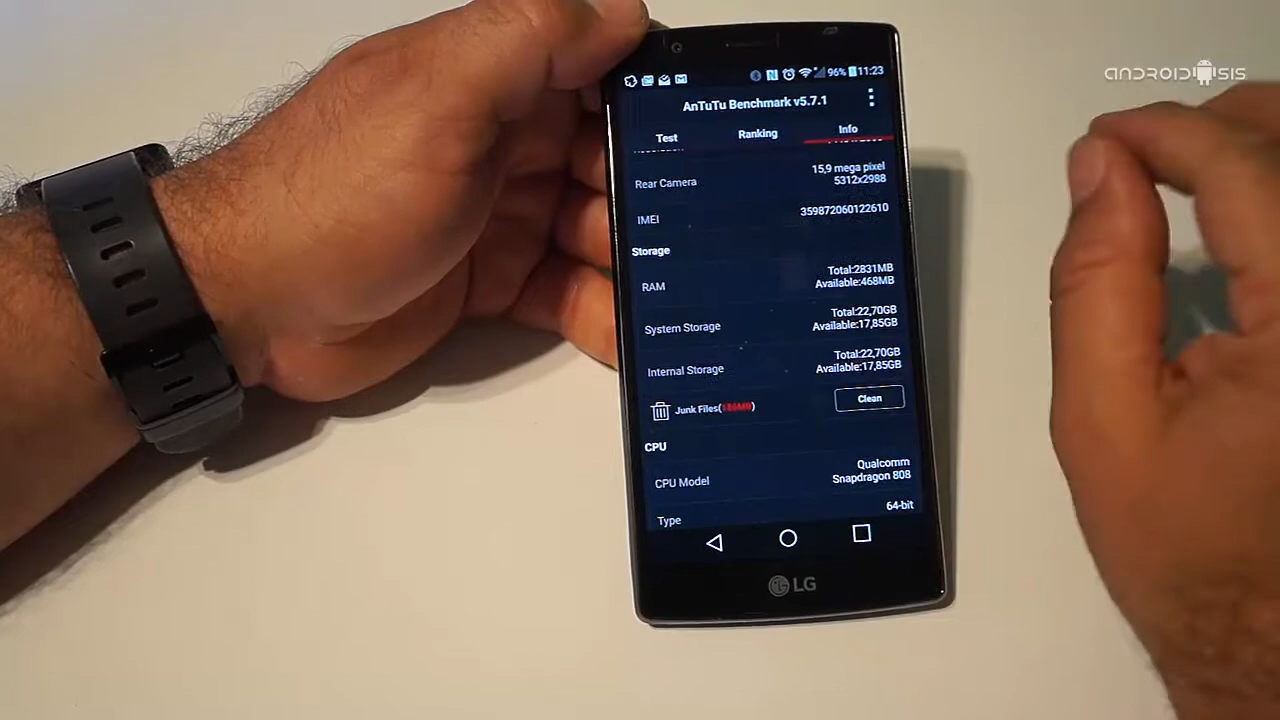 ANDROIDSIS
96% 11:23
AnTuTu Benchmark v5.7.1
Test Ranking Info
Rear Camera 15,9 mega pixel
5312x2988
IMEI 359872060122610
Storage
RAM Total:2831MB
Available:468MB
System Storage Total:22,70GB
Available:17,85GB
Internal Storage Total:22,70GB
Available:17,85GB
Junk Files( ) Clean
CPU
CPU Model Qualcomm
Snapdragon 808
Type 64-bit
LG